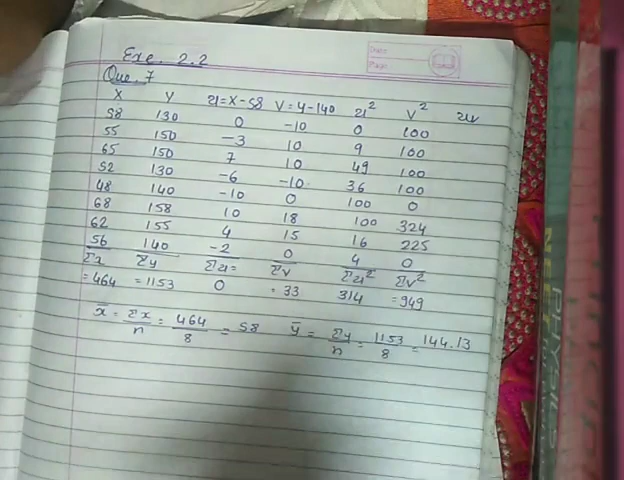 Exe. 2.2
Date
Page
Que. 7
X Y u=X-58 V=Y-140 u² V² uv
58 130 0 -10 0 100
55 150 -3 10 9 100
65 150 7 10 49 100
52 130 -6 -10 36 100
48 140 -10 0 100 0
68 158 10 18 100 324
62 155 4 15 16 225
56 140 -2 0 4 0
Σx Σy Σu= Σv Σu² Σv²
=464 =1153 0 =33 314 =949
x̄ = Σx/n = 464/8 = 58 ȳ = Σy/n = 1153/8 = 144.13
PHYSICS